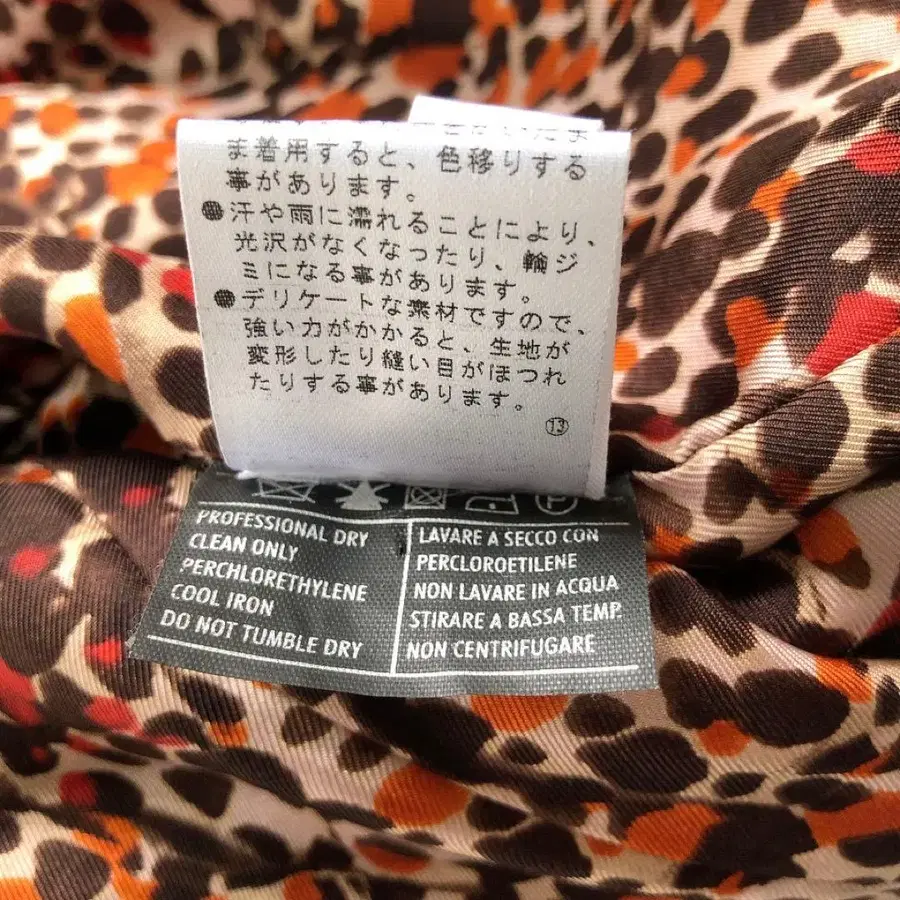 ま着用すると、色移りする
事があります。
●汗や雨に濡れることにより、
光沢がなくなったり、輪ジ
ミになる事があります。
●デリケートな素材ですので、
強い力がかかると、生地が
変形したり縫い目がほつれ
たりする事があります。
⑬
PROFESSIONAL DRY
CLEAN ONLY
PERCHLORETHYLENE
COOL IRON
DO NOT TUMBLE DRY
LAVARE A SECCO CON
PERCLOROETILENE
NON LAVARE IN ACQUA
STIRARE A BASSA TEMP.
NON CENTRIFUGARE